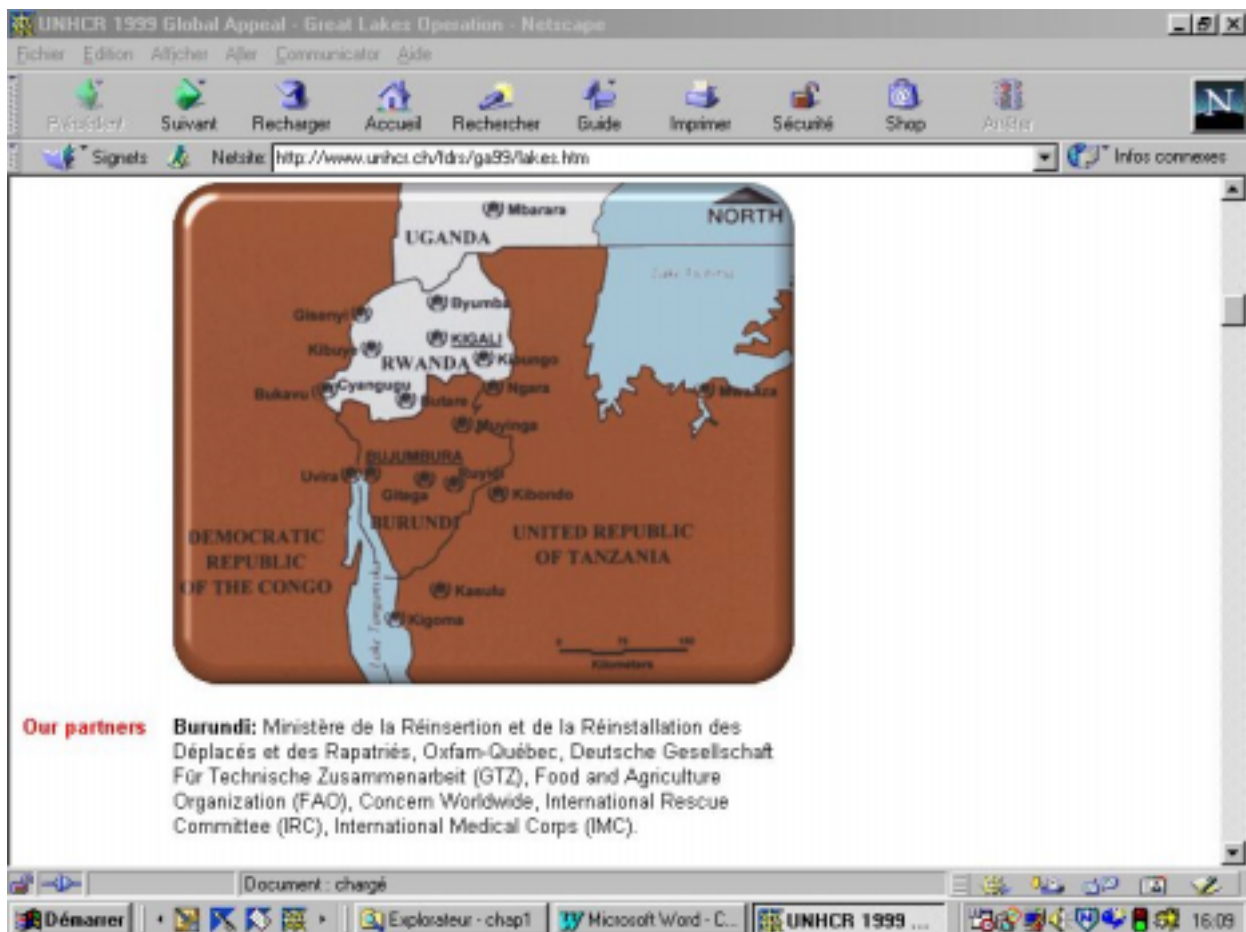 UNHCR 1999 Global Appeal - Great Lakes Operation - Netscape
Fichier Edition Afficher Aller Communicator Aide
Précédent Suivant Recharger Accueil Rechercher Guide Imprimer Sécurité Shop Arrêter
N
Signets Netsite: http://www.unhcr.ch/fdrs/ga99/lakes.htm Infos connexes
Mbarara
NORTH
UGANDA
Byumba
Gisenyi
KIGALI
Kibuye
RWANDA Kibungo
Bukavu Cyangugu Ngara Mwanza
Butare
Muyinga
BUJUMBURA
Uvira Ruyigi
Gitega Kibondo
BURUNDI
DEMOCRATIC
REPUBLIC
OF THE CONGO
UNITED REPUBLIC
OF TANZANIA
Kasulu
Kigoma
Lake Tanganyika
Kilometers
Our partners Burundi: Ministère de la Réinsertion et de la Réinstallation des
Déplacés et des Rapatriés, Oxfam-Québec, Deutsche Gesellschaft
Für Technische Zusammenarbeit (GTZ), Food and Agriculture
Organization (FAO), Concern Worldwide, International Rescue
Committee (IRC), International Medical Corps (IMC).
Document : chargé
Démarrer Explorateur - chap1 Microsoft Word - C... UNHCR 1999 ... 16:09